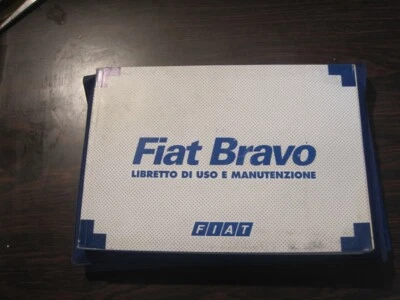 Fiat Bravo
LIBRETTO DI USO E MANUTENZIONE
FIAT